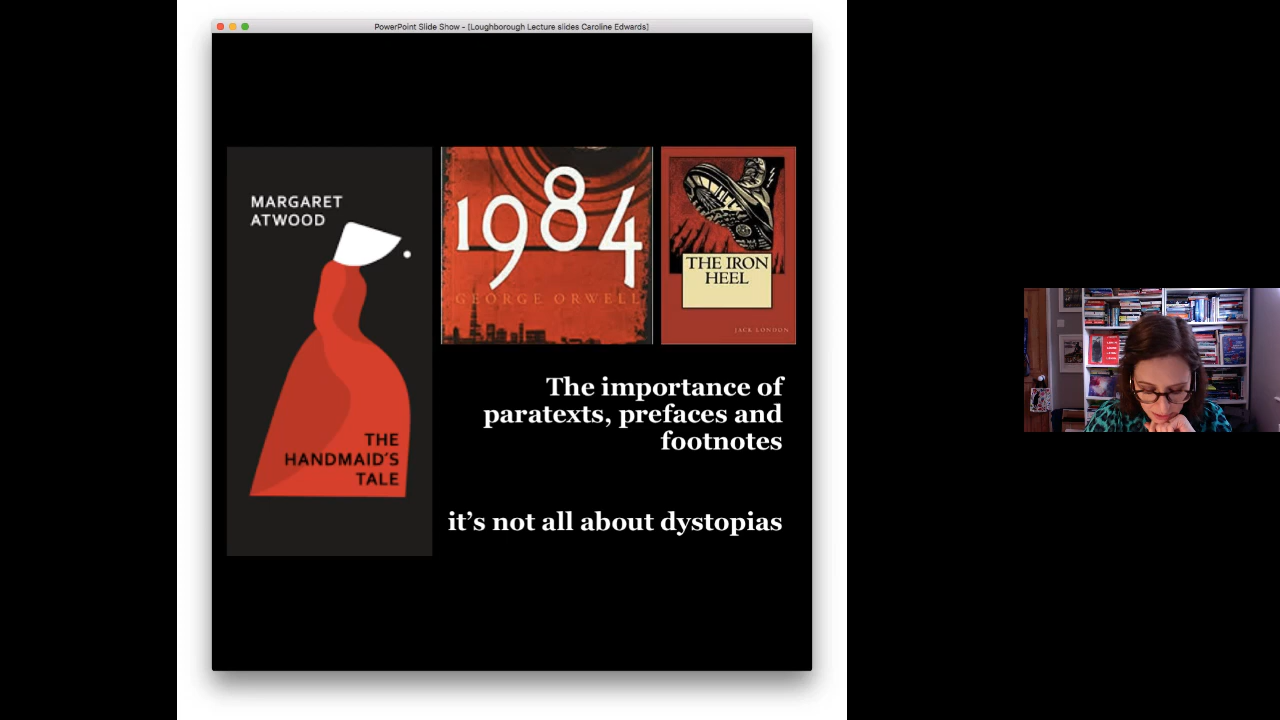 PowerPoint Slide Show - [Loughborough Lecture slides Caroline Edwards]
MARGARET
ATWOOD
THE
HANDMAID'S
TALE
1984
GEORGE ORWELL
THE IRON
HEEL
JACK LONDON
The importance of
paratexts, prefaces and
footnotes
it’s not all about dystopias